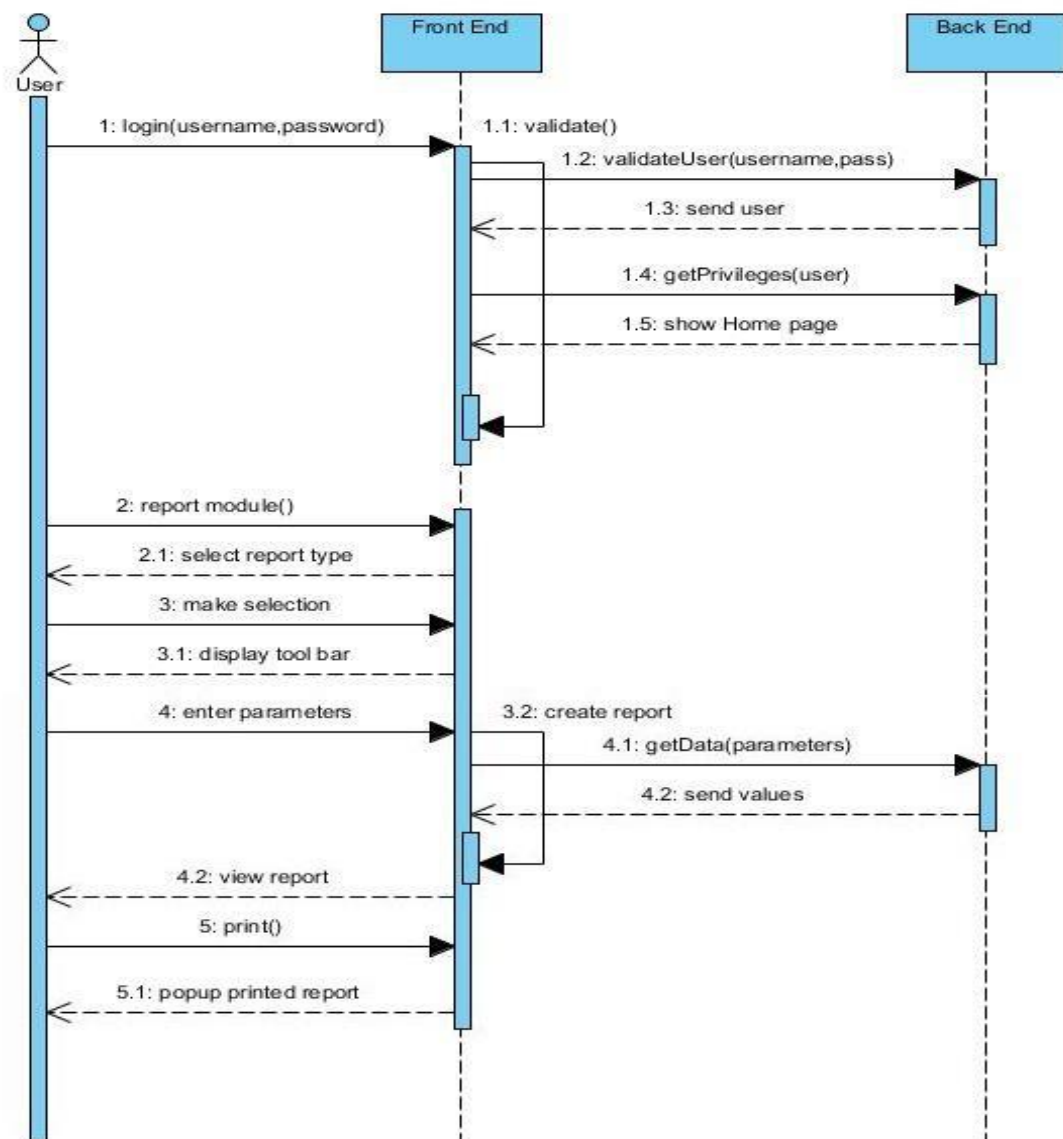 Front End
Back End
User
1: login(username,password)
1.1: validate()
1.2: validateUser(username,pass)
1.3: send user
1.4: getPrivileges(user)
1.5: show Home page
2: report module()
2.1: select report type
3: make selection
3.1: display tool bar
4: enter parameters
3.2: create report
4.1: getData(parameters)
4.2: send values
4.2: view report
5: print()
5.1: popup printed report